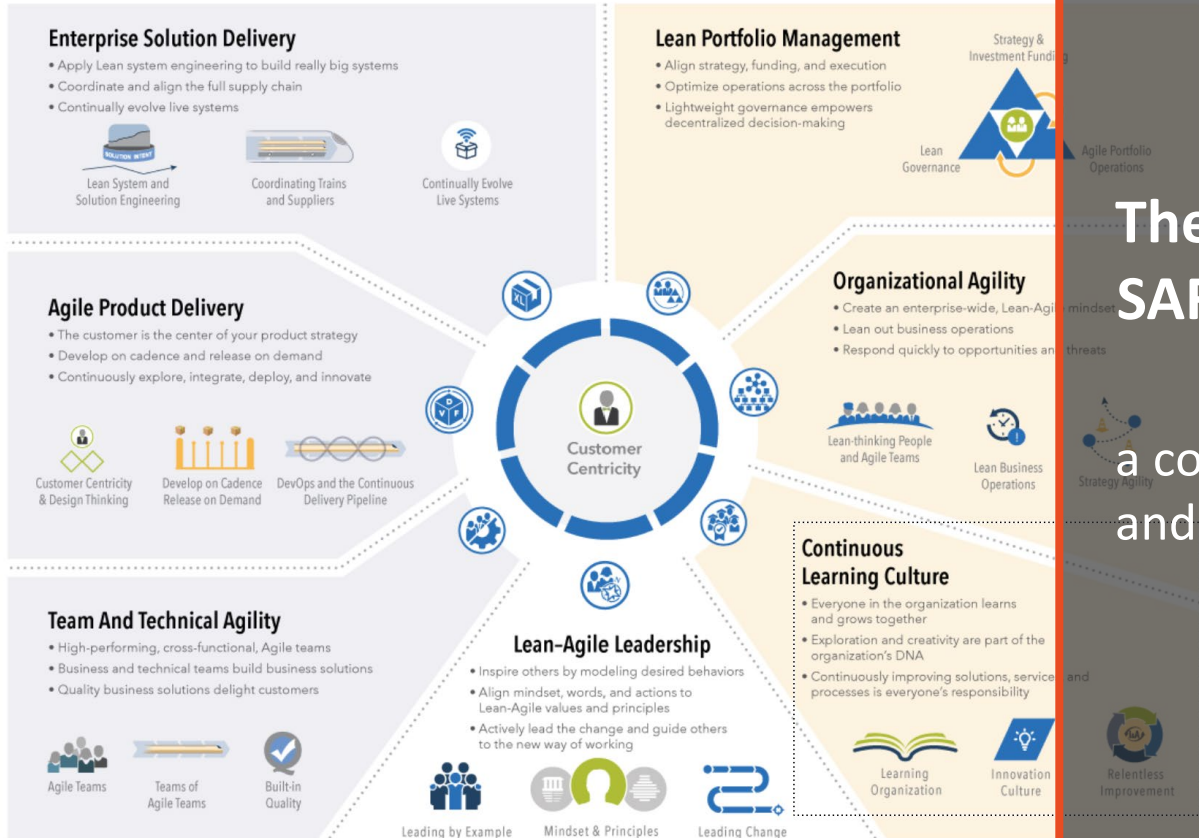 Enterprise Solution Delivery
• Apply Lean system engineering to build really big systems
• Coordinate and align the full supply chain
• Continually evolve live systems
SOLUTION INTENT
Lean System and
Solution Engineering
Coordinating Trains
and Suppliers
Continually Evolve
Live Systems
Lean Portfolio Management
• Align strategy, funding, and execution
• Optimize operations across the portfolio
• Lightweight governance empowers
decentralized decision-making
Strategy &
Investment Funding
Lean
Governance
Agile Portfolio
Operations
Agile Product Delivery
• The customer is the center of your product strategy
• Develop on cadence and release on demand
• Continuously explore, integrate, deploy, and innovate
Customer Centricity
& Design Thinking
Develop on Cadence
Release on Demand
DevOps and the Continuous
Delivery Pipeline
XL
D
V F
Customer
Centricity
Organizational Agility
• Create an enterprise-wide, Lean-Agile mindset
• Lean out business operations
• Respond quickly to opportunities and threats
Lean-thinking People
and Agile Teams
Lean Business
Operations
Strategy Agility
Team And Technical Agility
• High-performing, cross-functional, Agile teams
• Business and technical teams build business solutions
• Quality business solutions delight customers
Agile Teams
Teams of
Agile Teams
Built-in
Quality
Lean-Agile Leadership
• Inspire others by modeling desired behaviors
• Align mindset, words, and actions to
Lean-Agile values and principles
• Actively lead the change and guide others
to the new way of working
Leading by Example
Mindset & Principles
Leading Change
Continuous
Learning Culture
• Everyone in the organization learns
and grows together
• Exploration and creativity are part of the
organization's DNA
• Continuously improving solutions, services, and
processes is everyone's responsibility
Learning
Organization
Innovation
Culture
Relentless
Improvement
The
a co
and